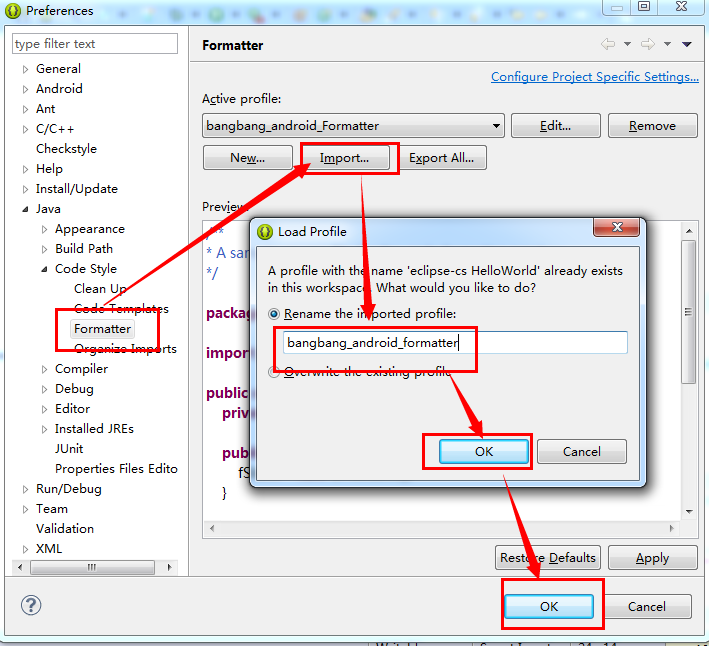 Preferences
type filter text
General
Android
Ant
C/C++
Checkstyle
Help
Install/Update
Java
Appearance
Build Path
Code Style
Clean Up
Code Templates
Formatter
Organize Imports
Compiler
Debug
Editor
Installed JREs
JUnit
Properties Files Edito
Run/Debug
Team
Validation
XML
Formatter
Configure Project Specific Settings...
Active profile:
bangbang_android_Formatter
Edit...
Remove
New...
Import...
Export All...
Preview:
/**
* A sam
*/
packag
import
public
priv
pub
fS
}
Load Profile
A profile with the name 'eclipse-cs HelloWorld' already exists
in this workspace. What would you like to do?
Rename the imported profile:
bangbang_android_formatter
Overwrite the existing profile
OK
Cancel
Restore Defaults
Apply
?
OK
Cancel